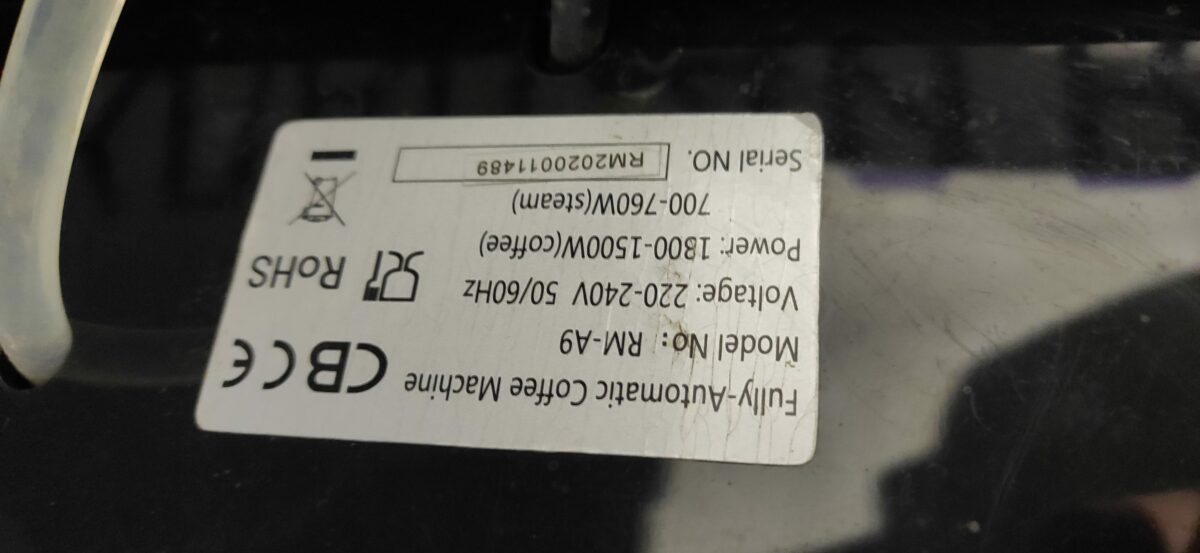 Fully-Automatic Coffee Machine CB CE
Model No: RM-A9
Voltage: 220-240V 50/60Hz
Power: 1800-1500W(coffee)
700-760W(steam)
RoHS
Serial NO. RM2020011489